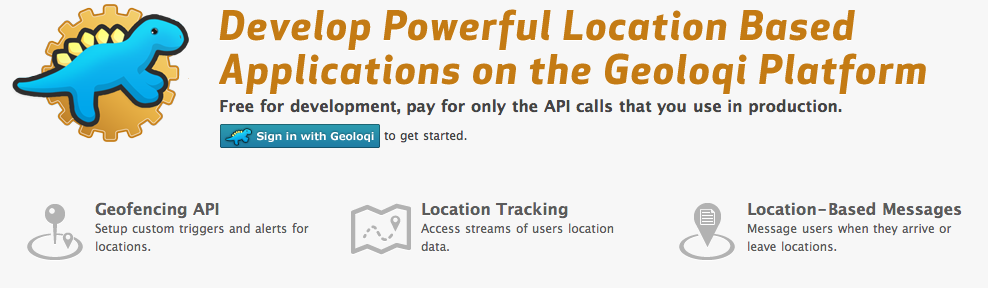 Develop Powerful Location Based
Applications on the Geoloqi Platform
Free for development, pay for only the API calls that you use in production.
Sign in with Geoloqi to get started.
Geofencing API
Setup custom triggers and alerts for
locations.
Location Tracking
Access streams of users location
data.
Location-Based Messages
Message users when they arrive or
leave locations.